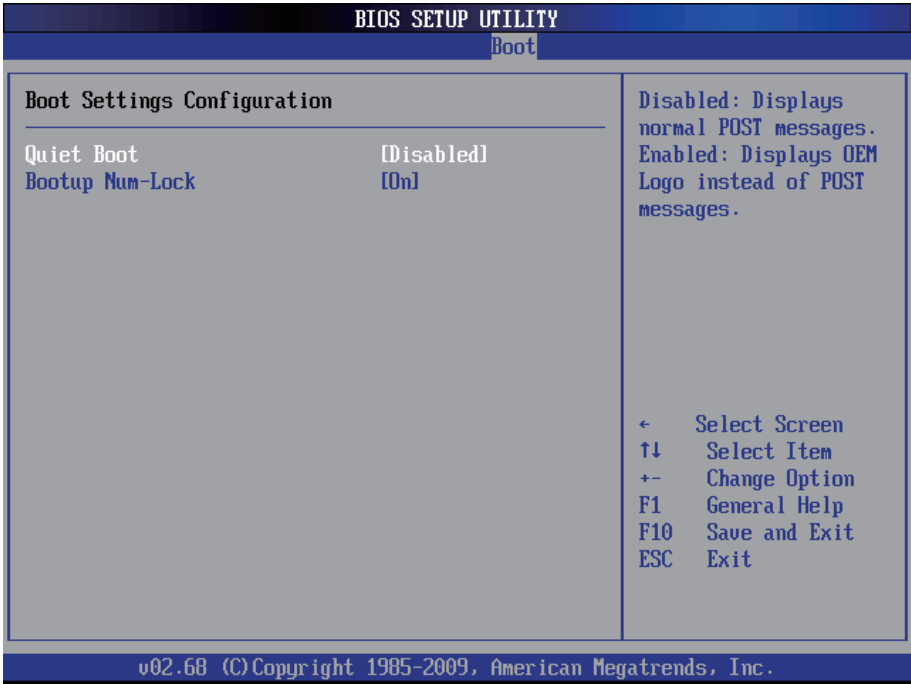 BIOS SETUP UTILITY
Boot
Boot Settings Configuration
Quiet Boot [Disabled]
Bootup Num-Lock [On]
Disabled: Displays
normal POST messages.
Enabled: Displays OEM
Logo instead of POST
messages.
← Select Screen
↑↓ Select Item
+- Change Option
F1 General Help
F10 Save and Exit
ESC Exit
v02.68 (C)Copyright 1985-2009, American Megatrends, Inc.